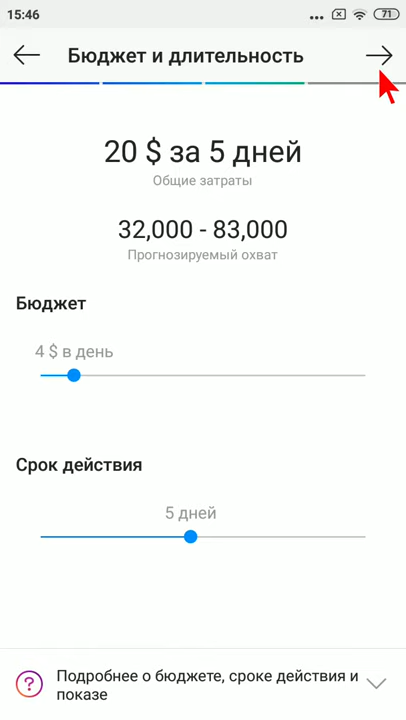 15:46
71
Бюджет и длительность
20 $ за 5 дней
Общие затраты
32,000 - 83,000
Прогнозируемый охват
Бюджет
4 $ в день
Срок действия
5 дней
Подробнее о бюджете, сроке действия и
показе